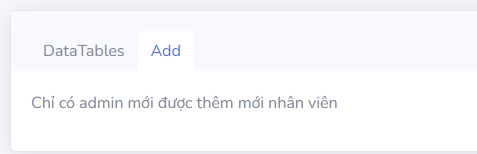 DataTables Add
Chỉ có admin mới được thêm mới nhân viên